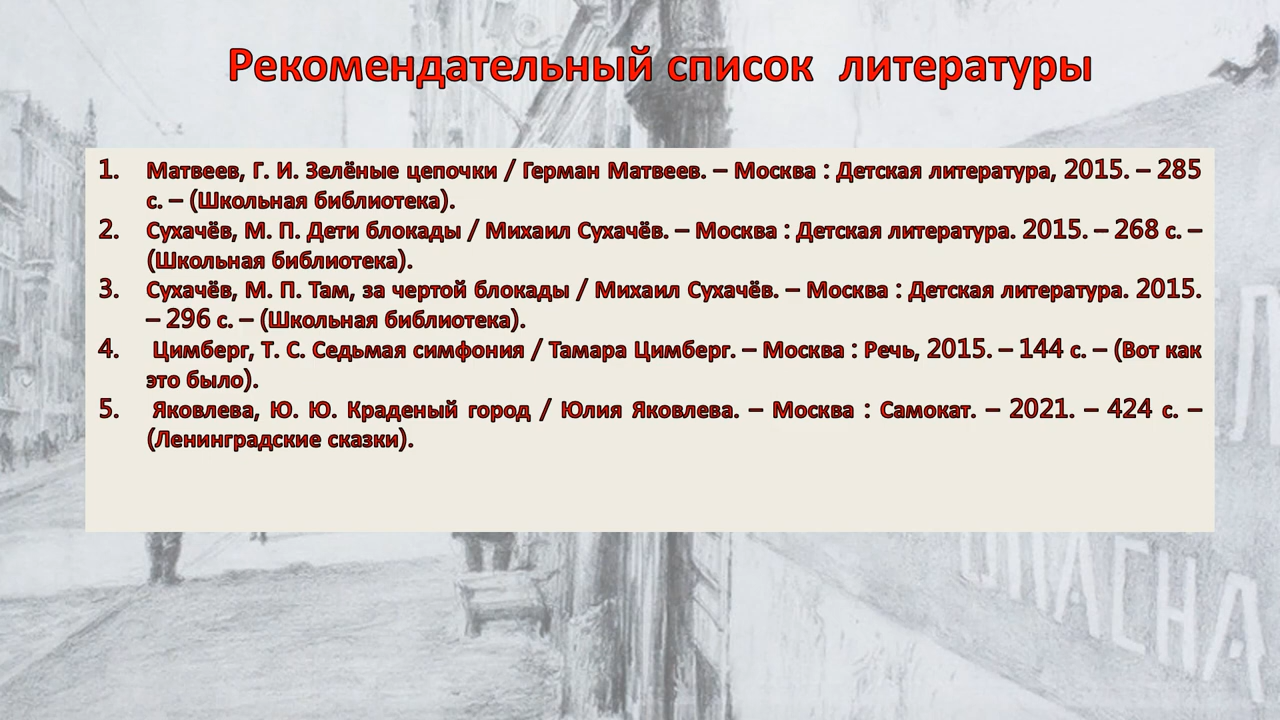 Рекомендательный список литературы
1. Матвеев, Г. И. Зелёные цепочки / Герман Матвеев. – Москва : Детская литература, 2015. – 285
с. – (Школьная библиотека).
2. Сухачёв, М. П. Дети блокады / Михаил Сухачёв. – Москва : Детская литература. 2015. – 268 с. –
(Школьная библиотека).
3. Сухачёв, М. П. Там, за чертой блокады / Михаил Сухачёв. – Москва : Детская литература. 2015.
– 296 с. – (Школьная библиотека).
4. Цимберг, Т. С. Седьмая симфония / Тамара Цимберг. – Москва : Речь, 2015. – 144 с. – (Вот как
это было).
5. Яковлева, Ю. Ю. Краденый город / Юлия Яковлева. – Москва : Самокат. – 2021. – 424 с. –
(Ленинградские сказки).